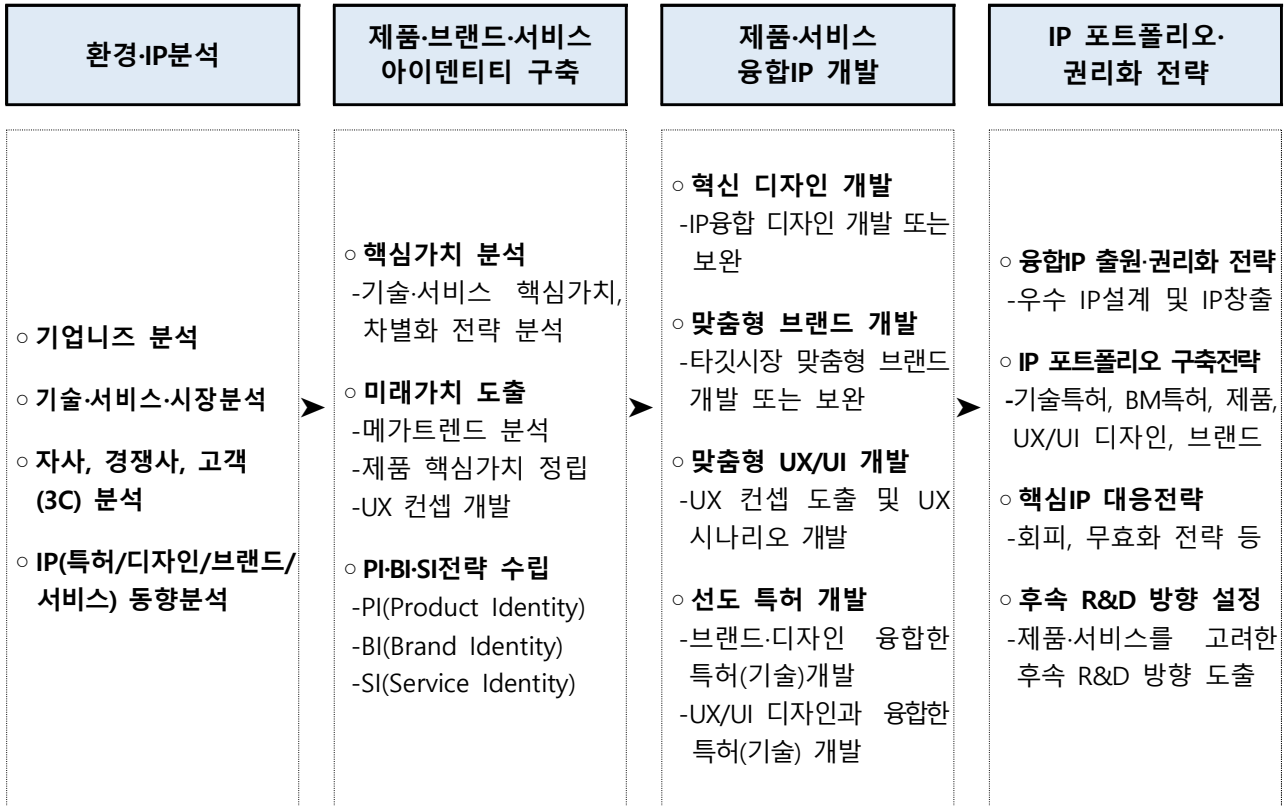 환경·IP분석
제품·브랜드·서비스
아이덴티티 구축
제품·서비스
융합IP 개발
IP 포트폴리오·
권리화 전략
○ 기업니즈 분석
○ 기술·서비스·시장분석
○ 자사, 경쟁사, 고객
(3C) 분석
○ IP(특허/디자인/브랜드/
서비스) 동향분석
➤
○ 핵심가치 분석
-기술·서비스 핵심가치,
차별화 전략 분석
○ 미래가치 도출
-메가트렌드 분석
-제품 핵심가치 정립
-UX 컨셉 개발
○ PI·BI·SI전략 수립
-PI(Product Identity)
-BI(Brand Identity)
-SI(Service Identity)
➤
○ 혁신 디자인 개발
-IP융합 디자인 개발 또는
보완
○ 맞춤형 브랜드 개발
-타깃시장 맞춤형 브랜드
개발 또는 보완
○ 맞춤형 UX/UI 개발
-UX 컨셉 도출 및 UX
시나리오 개발
○ 선도 특허 개발
-브랜드·디자인 융합한
특허(기술)개발
-UX/UI 디자인과 융합한
특허(기술) 개발
➤
○ 융합IP 출원·권리화 전략
-우수 IP설계 및 IP창출
○ IP 포트폴리오 구축전략
-기술특허, BM특허, 제품,
UX/UI 디자인, 브랜드
○ 핵심IP 대응전략
-회피, 무효화 전략 등
○ 후속 R&D 방향 설정
-제품·서비스를 고려한
후속 R&D 방향 도출